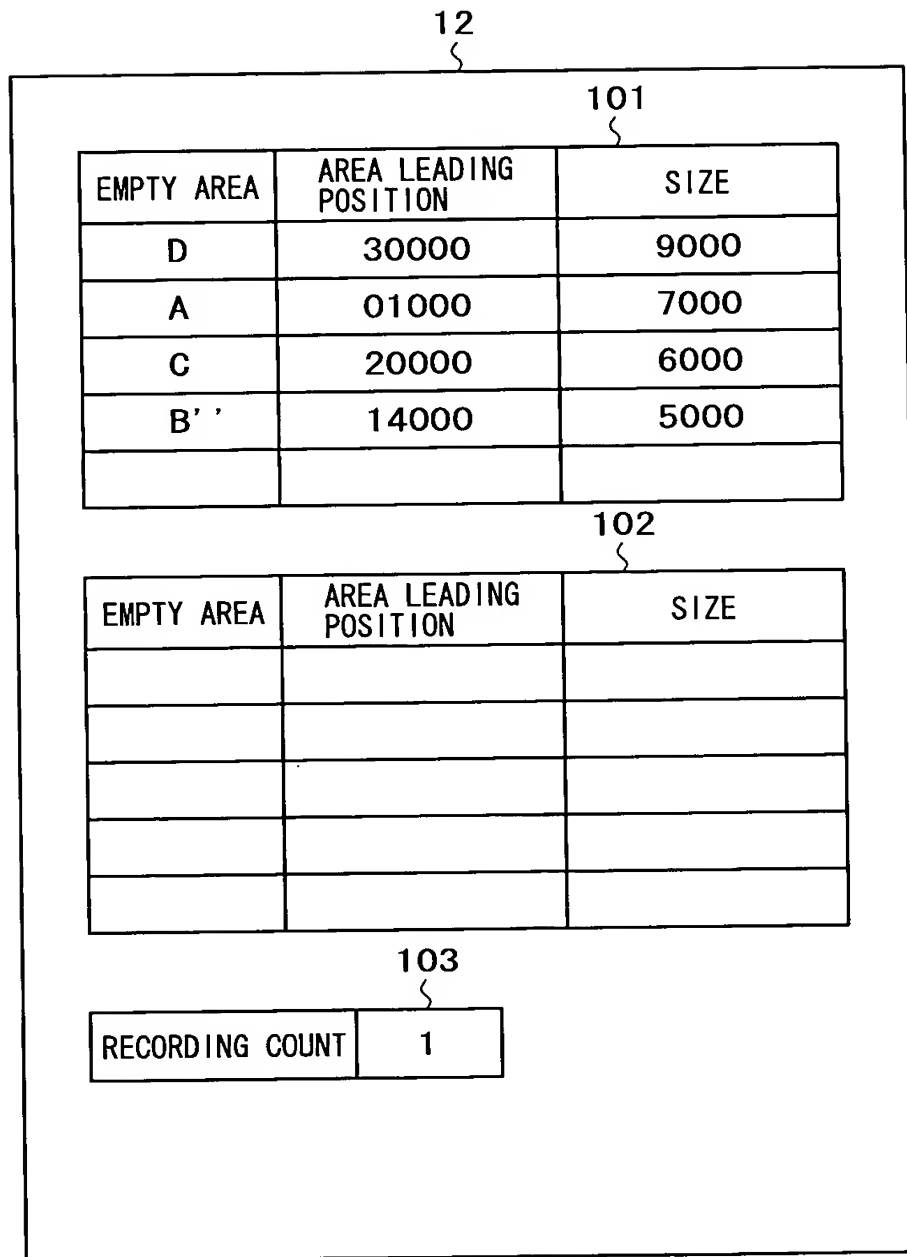 12
101
EMPTY AREA AREA LEADING POSITION SIZE
D 30000 9000
A 01000 7000
C 20000 6000
B'' 14000 5000
102
EMPTY AREA AREA LEADING POSITION SIZE
103
RECORDING COUNT 1